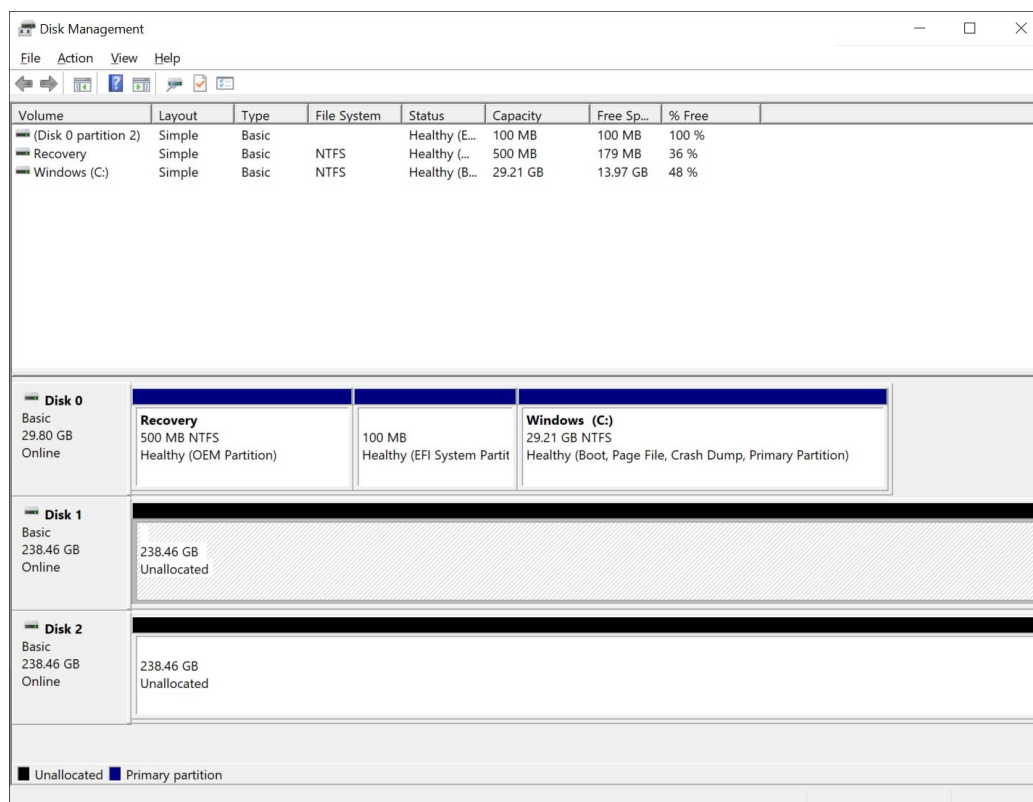 Disk Management
File Action View Help
Volume Layout Type File System Status Capacity Free Sp... % Free
(Disk 0 partition 2) Simple Basic Healthy (E... 100 MB 100 MB 100 %
Recovery Simple Basic NTFS Healthy (... 500 MB 179 MB 36 %
Windows (C:) Simple Basic NTFS Healthy (B... 29.21 GB 13.97 GB 48 %
Disk 0
Basic
29.80 GB
Online
Recovery
500 MB NTFS
Healthy (OEM Partition)
100 MB
Healthy (EFI System Partit
Windows (C:)
29.21 GB NTFS
Healthy (Boot, Page File, Crash Dump, Primary Partition)
Disk 1
Basic
238.46 GB
Online
238.46 GB
Unallocated
Disk 2
Basic
238.46 GB
Online
238.46 GB
Unallocated
Unallocated Primary partition